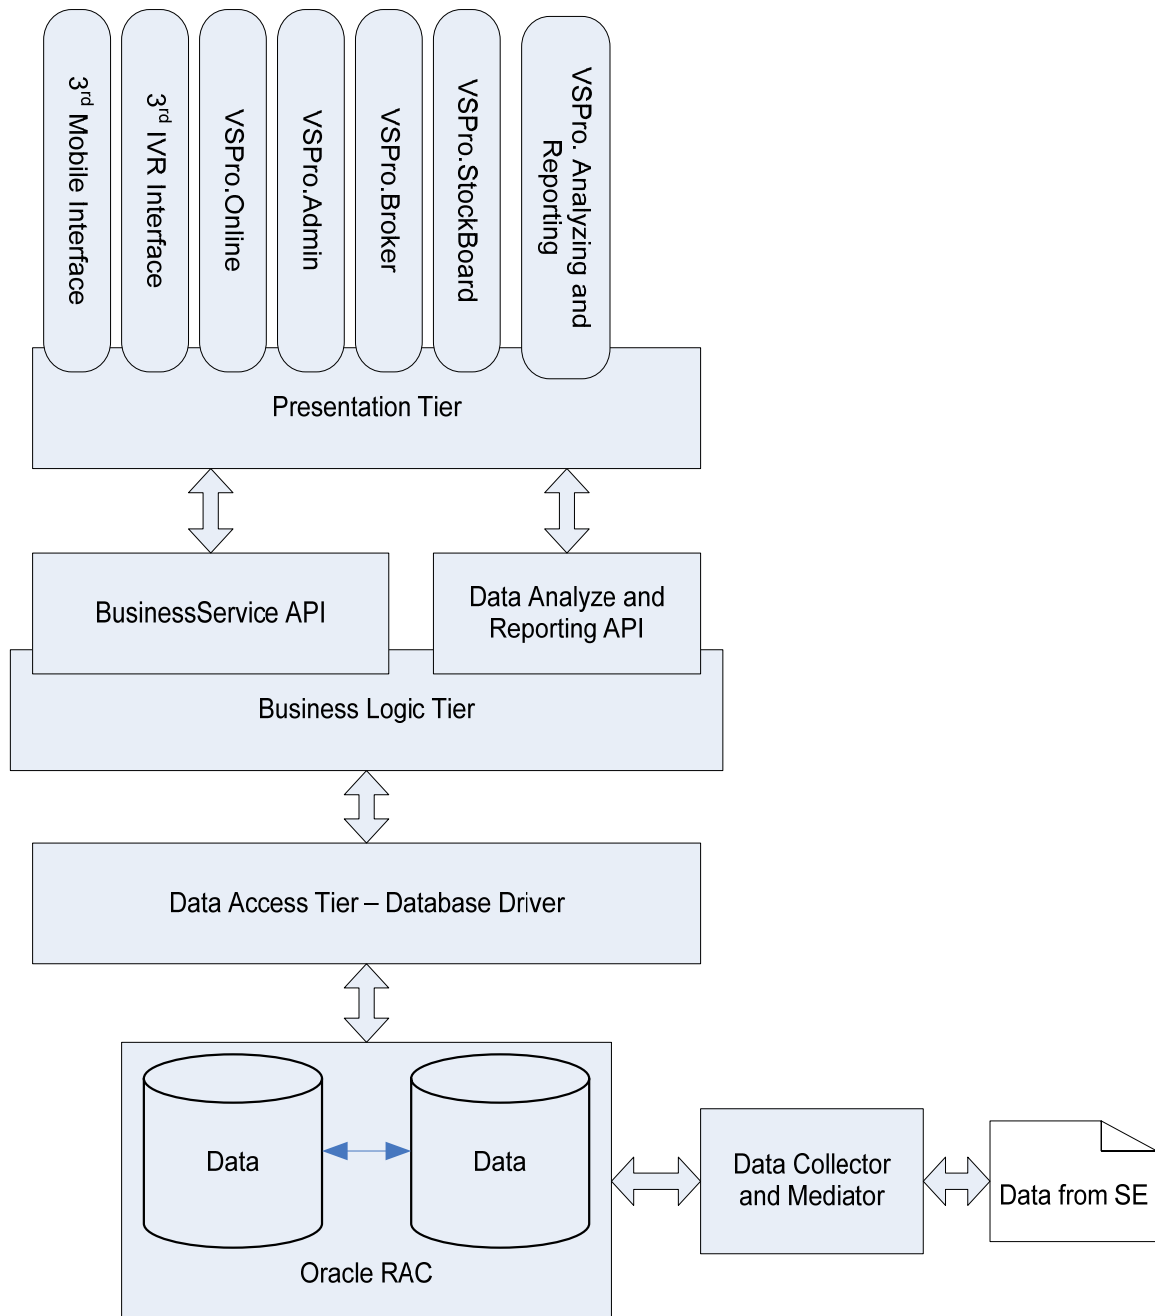 3rd Mobile Interface
3rd IVR Interface
VSPro.Online
VSPro.Admin
VSPro.Broker
VSPro.StockBoard
VSPro. Analyzing and
Reporting
Presentation Tier
BusinessService API
Data Analyze and
Reporting API
Business Logic Tier
Data Access Tier – Database Driver
Data
Data
Oracle RAC
Data Collector
and Mediator
Data from SE